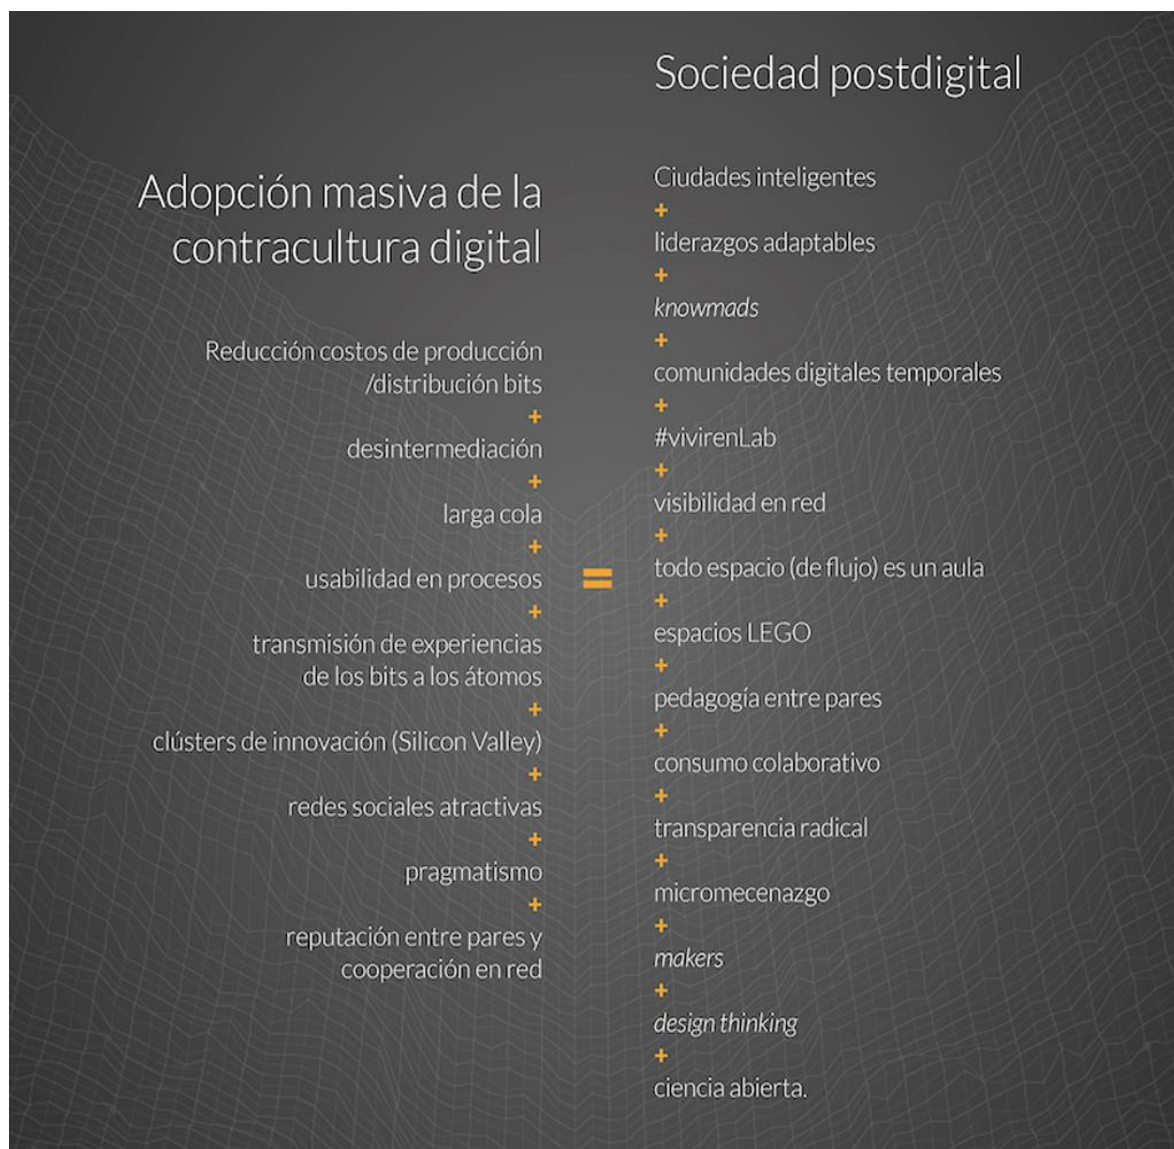 Adopción masiva de la
contracultura digital
Reducción costos de producción
/distribución bits
+
desintermediación
+
larga cola
+
usabilidad en procesos
+
transmisión de experiencias
de los bits a los átomos
+
clústers de innovación (Silicon Valley)
+
redes sociales atractivas
+
pragmatismo
+
reputación entre pares y
cooperación en red
=
Sociedad postdigital
Ciudades inteligentes
+
liderazgos adaptables
+
knowmads
+
comunidades digitales temporales
+
#vivirenLab
+
visibilidad en red
+
todo espacio (de flujo) es un aula
+
espacios LEGO
+
pedagogía entre pares
+
consumo colaborativo
+
transparencia radical
+
micromecenazgo
+
makers
+
design thinking
+
ciencia abierta.